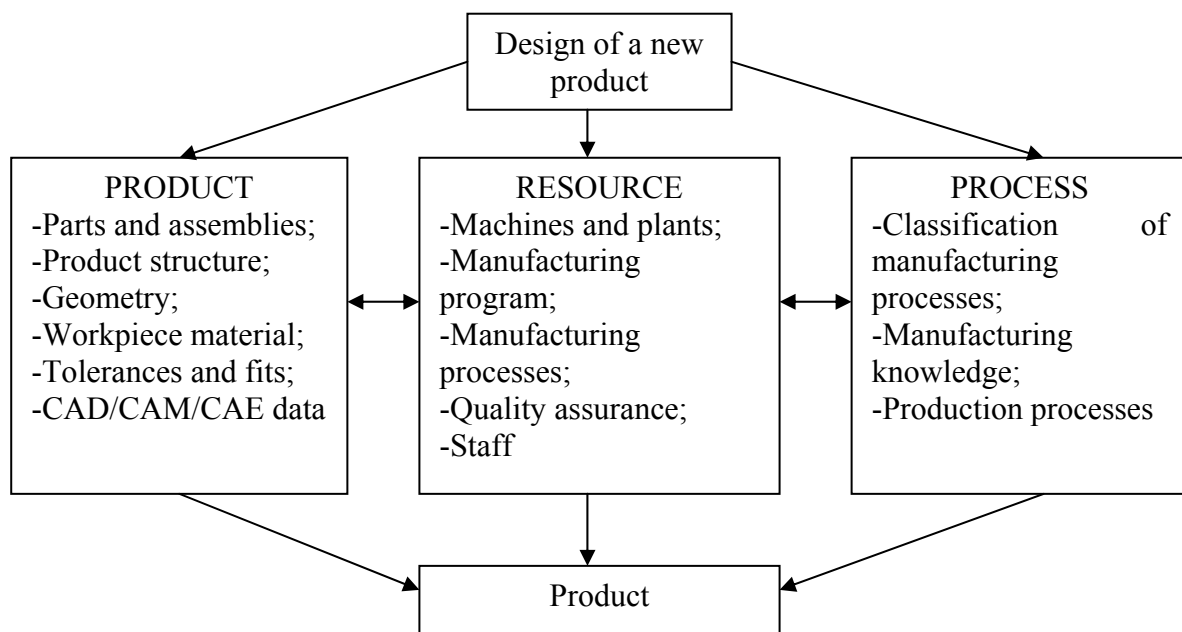 Design of a new
product
PRODUCT
-Parts and assemblies;
-Product structure;
-Geometry;
-Workpiece material;
-Tolerances and fits;
-CAD/CAM/CAE data
RESOURCE
-Machines and plants;
-Manufacturing
program;
-Manufacturing
processes;
-Quality assurance;
-Staff
PROCESS
-Classification of
manufacturing
processes;
-Manufacturing
knowledge;
-Production processes
Product